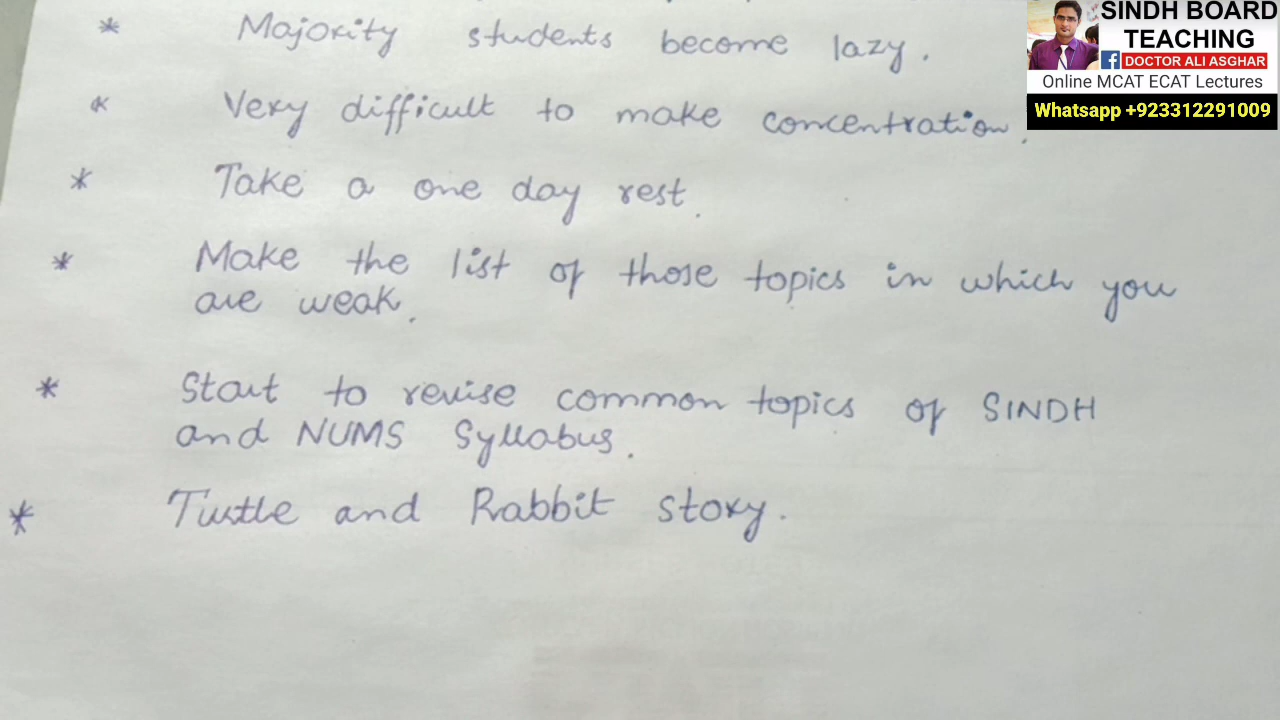 * Majority students become lazy.
* Very difficult to make concentration.
* Take a one day rest.
* Make the list of those topics in which you
are weak.
* Start to revise common topics of SINDH
and NUMS Syllabus.
* Turtle and Rabbit story.
SINDH BOARD
TEACHING
f DOCTOR ALI ASGHAR
Online MCAT ECAT Lectures
Whatsapp +923312291009